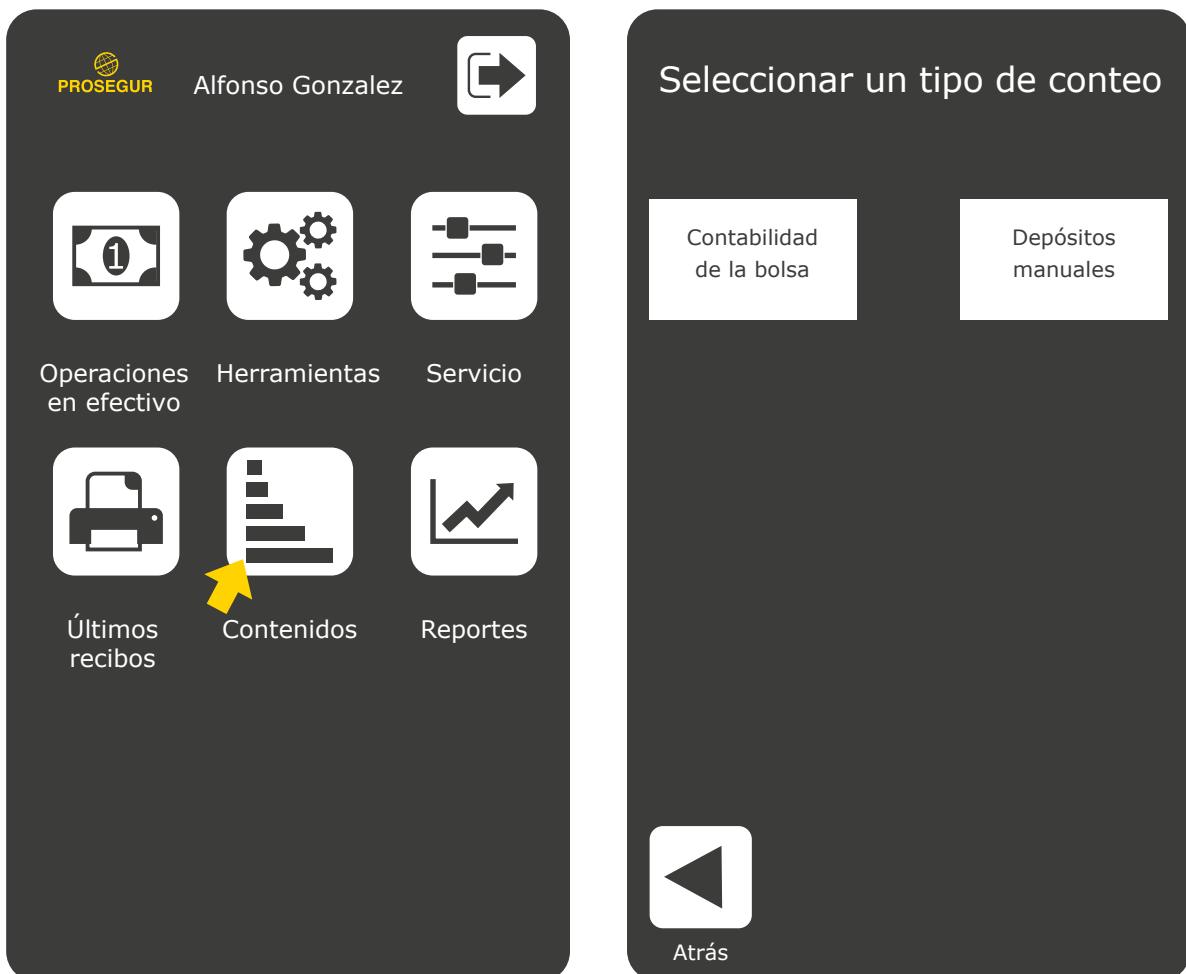 PROSEGUR
Alfonso Gonzalez
1
Operaciones
en efectivo
Herramientas
Servicio
Últimos
recibos
Contenidos
Reportes
Seleccionar un tipo de conteo
Contabilidad
de la bolsa
Depósitos
manuales
Atrás